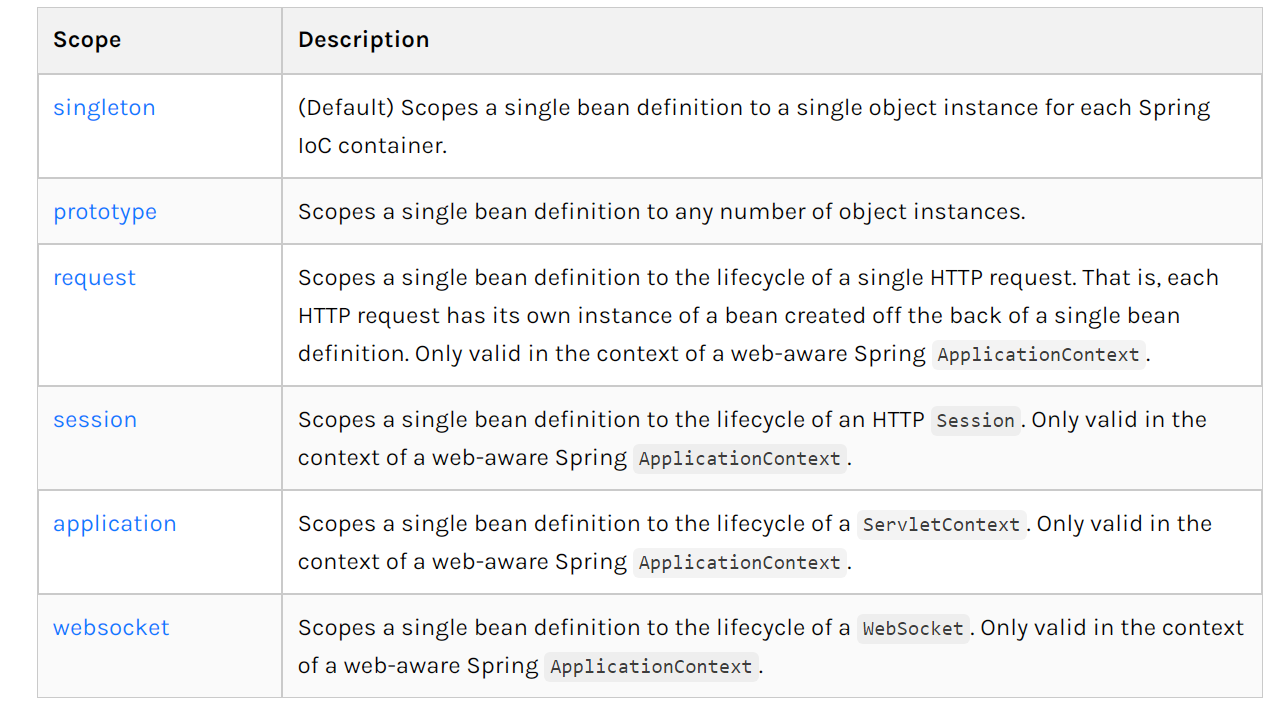 Scope Description
singleton (Default) Scopes a single bean definition to a single object instance for each Spring
IoC container.
prototype Scopes a single bean definition to any number of object instances.
request Scopes a single bean definition to the lifecycle of a single HTTP request. That is, each
HTTP request has its own instance of a bean created off the back of a single bean
definition. Only valid in the context of a web-aware Spring ApplicationContext.
session Scopes a single bean definition to the lifecycle of an HTTP Session. Only valid in the
context of a web-aware Spring ApplicationContext.
application Scopes a single bean definition to the lifecycle of a ServletContext. Only valid in the
context of a web-aware Spring ApplicationContext.
websocket Scopes a single bean definition to the lifecycle of a WebSocket. Only valid in the context
of a web-aware Spring ApplicationContext.